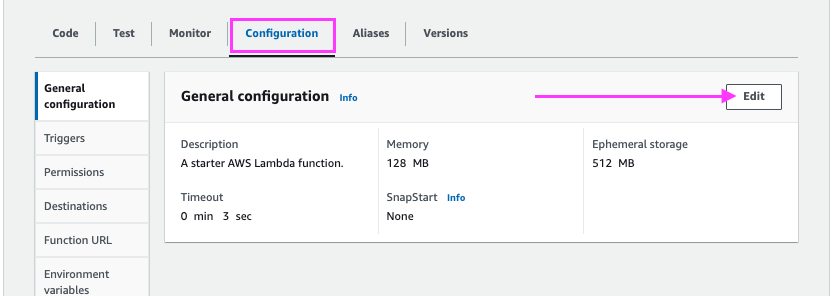 Code Test Monitor Configuration Aliases Versions
General
configuration
Triggers
Permissions
Destinations
Function URL
Environment
variables
General configuration Info
Edit
Description
A starter AWS Lambda function.
Memory
128 MB
Ephemeral storage
512 MB
Timeout
0 min 3 sec
SnapStart Info
None